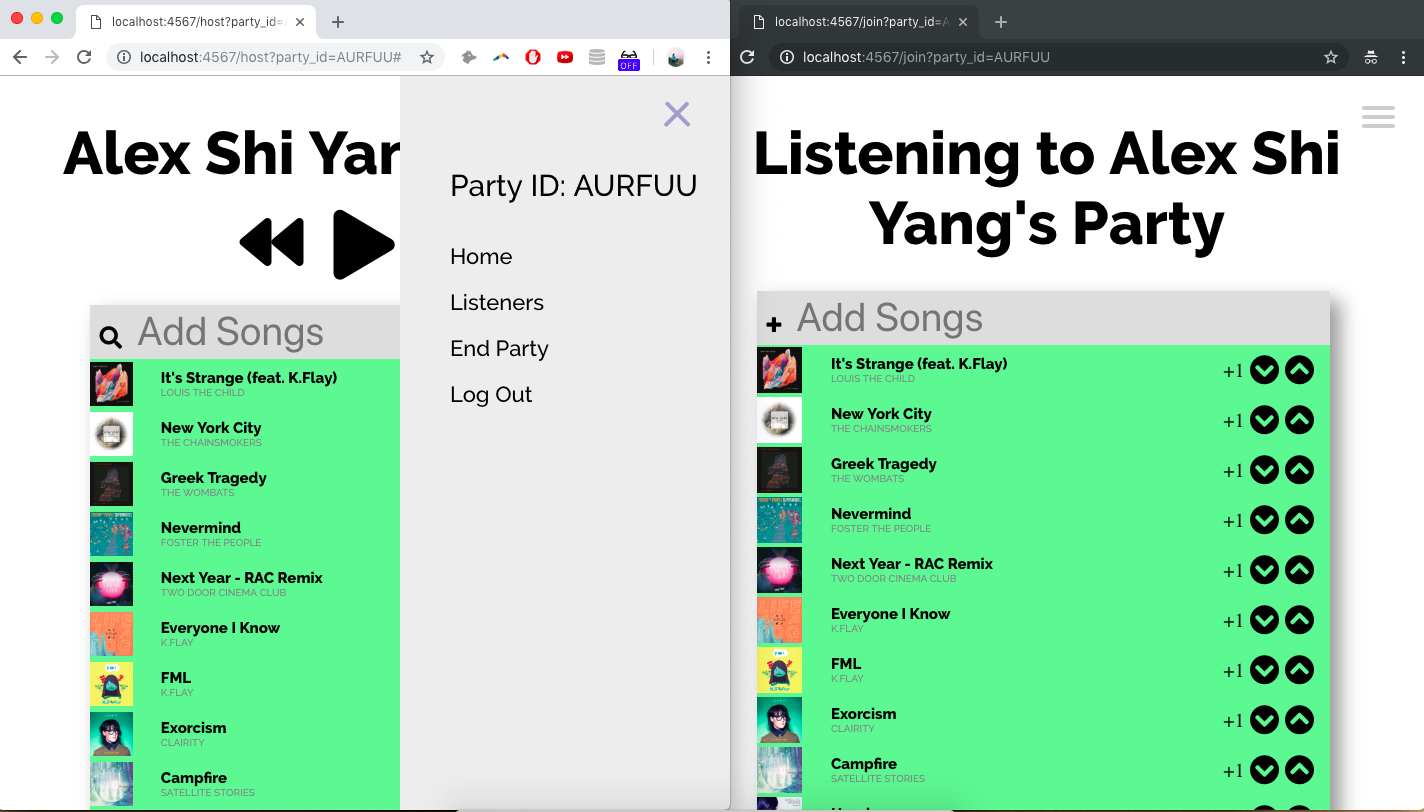 localhost:4567/host?party_id=
localhost:4567/host?party_id=AURFUU#
OFF
Alex Shi Yar
Add Songs
It's Strange (feat. K.Flay)
LOUIS THE CHILD
New York City
THE CHAINSMOKERS
Greek Tragedy
THE WOMBATS
Nevermind
FOSTER THE PEOPLE
Next Year - RAC Remix
TWO DOOR CINEMA CLUB
Everyone I Know
K.FLAY
FML
K.FLAY
Exorcism
CLAIRITY
Campfire
SATELLITE STORIES
Party ID: AURFUU
Home
Listeners
End Party
Log Out
localhost:4567/join?party_id=A
localhost:4567/join?party_id=AURFUU
Listening to Alex Shi
Yang's Party
Add Songs
It's Strange (feat. K.Flay)
LOUIS THE CHILD
+1
New York City
THE CHAINSMOKERS
+1
Greek Tragedy
THE WOMBATS
+1
Nevermind
FOSTER THE PEOPLE
+1
Next Year - RAC Remix
TWO DOOR CINEMA CLUB
+1
Everyone I Know
K.FLAY
+1
FML
K.FLAY
+1
Exorcism
CLAIRITY
+1
Campfire
SATELLITE STORIES
+1